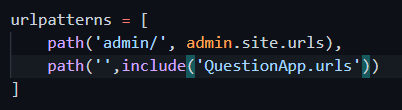 urlpatterns = [
    path('admin/', admin.site.urls),
    path('',include('QuestionApp.urls'))
]